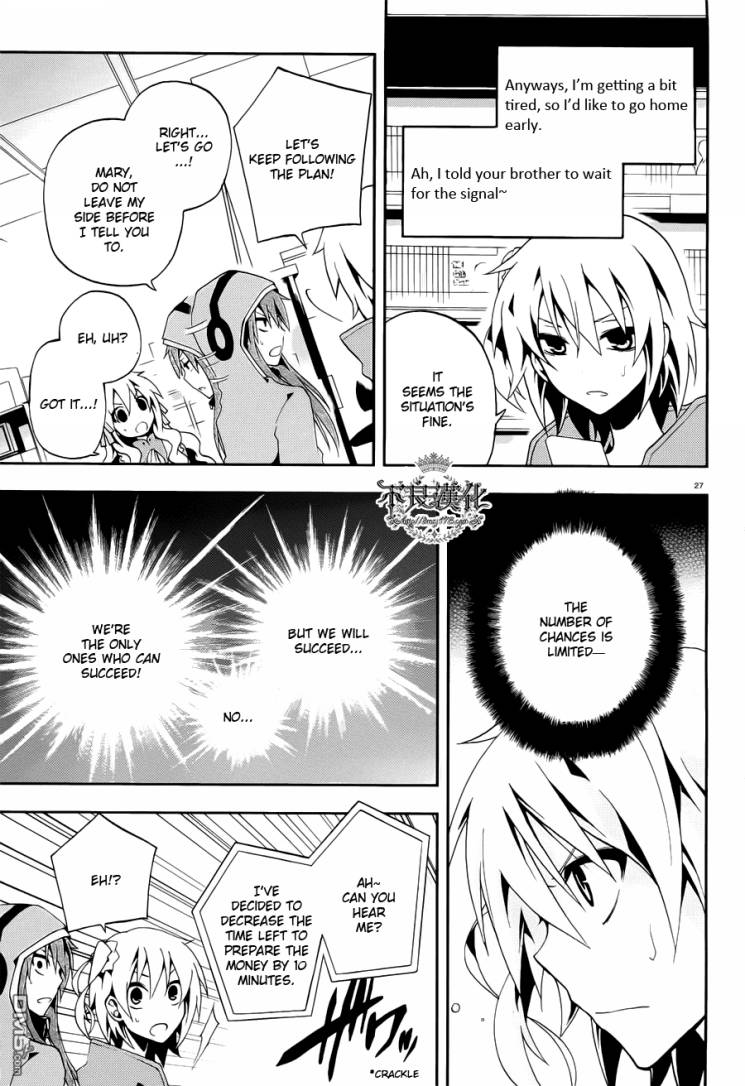 Anyways, I'm getting a bit
tired, so I'd like to go home
early.
Ah, I told your brother to wait
for the signal~
IT
SEEMS THE
SITUATION'S
FINE.
LET'S
KEEP FOLLOWING
THE PLAN!
RIGHT...
LET'S GO
...!
MARY,
DO NOT
LEAVE MY
SIDE BEFORE
I TELL YOU
TO.
EH, UH?
GOT IT...!
27
不良漢化
THE
NUMBER OF
CHANCES IS
LIMITED—
BUT WE WILL
SUCCEED...
NO...
WE'RE
THE ONLY
ONES WHO CAN
SUCCEED!
AH~
CAN YOU
HEAR
ME?
I'VE
DECIDED TO
DECREASE THE
TIME LEFT TO
PREPARE THE
MONEY BY 10
MINUTES.
EH!?
*CRACKLE